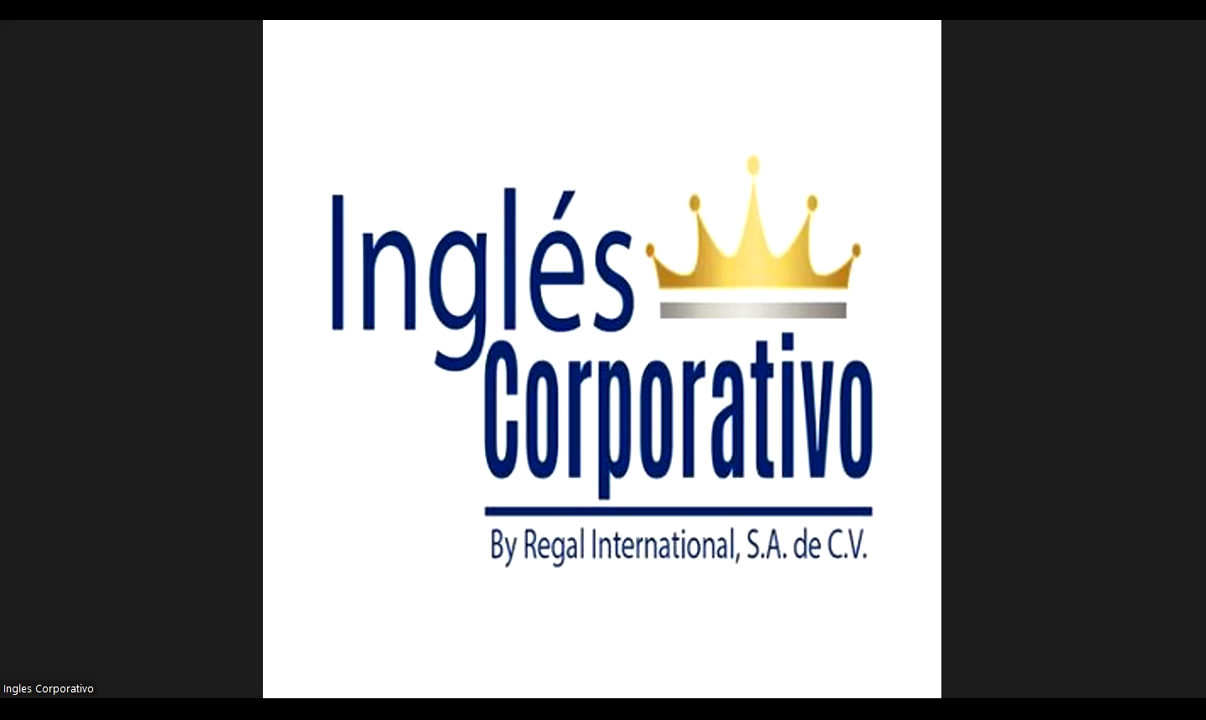 Inglés
Corporativo
By Regal International, S.A. de C.V.
Ingles Corporativo